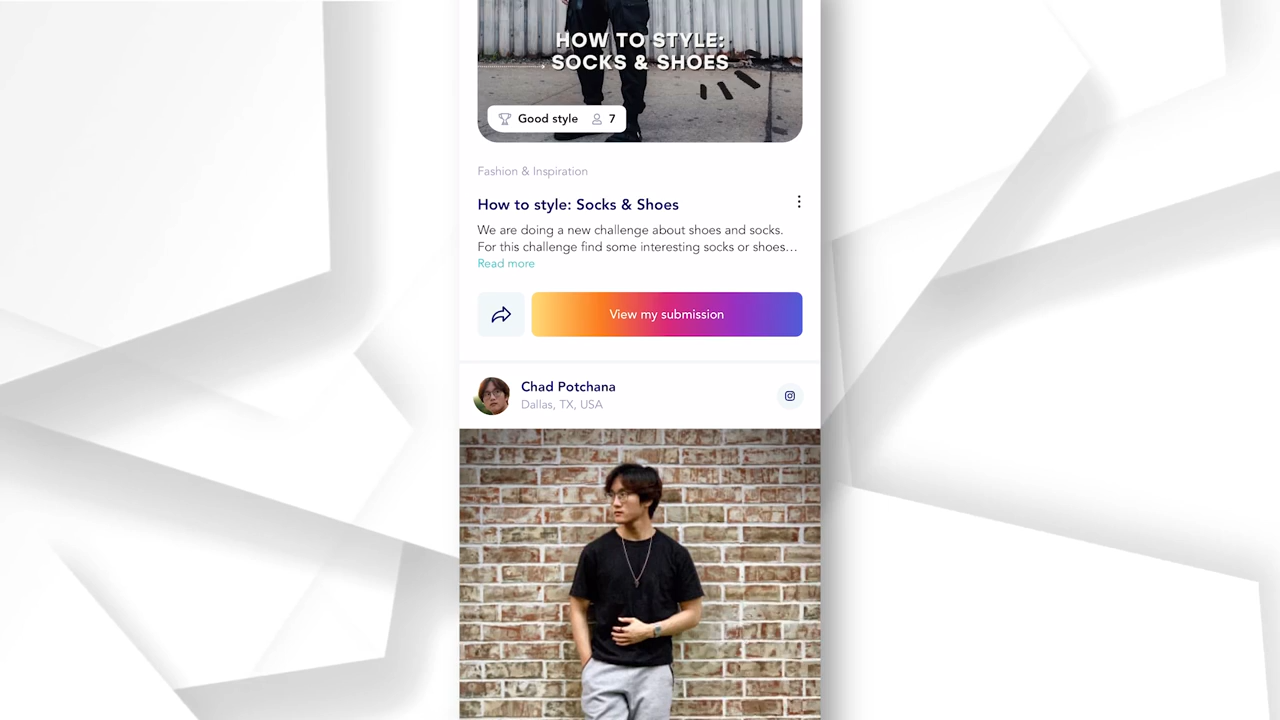 HOW TO STYLE:
SOCKS & SHOES
Good style 7
Fashion & Inspiration
How to style: Socks & Shoes
We are doing a new challenge about shoes and socks.
For this challenge find some interesting socks or shoes...
Read more
View my submission
Chad Potchana
Dallas, TX, USA